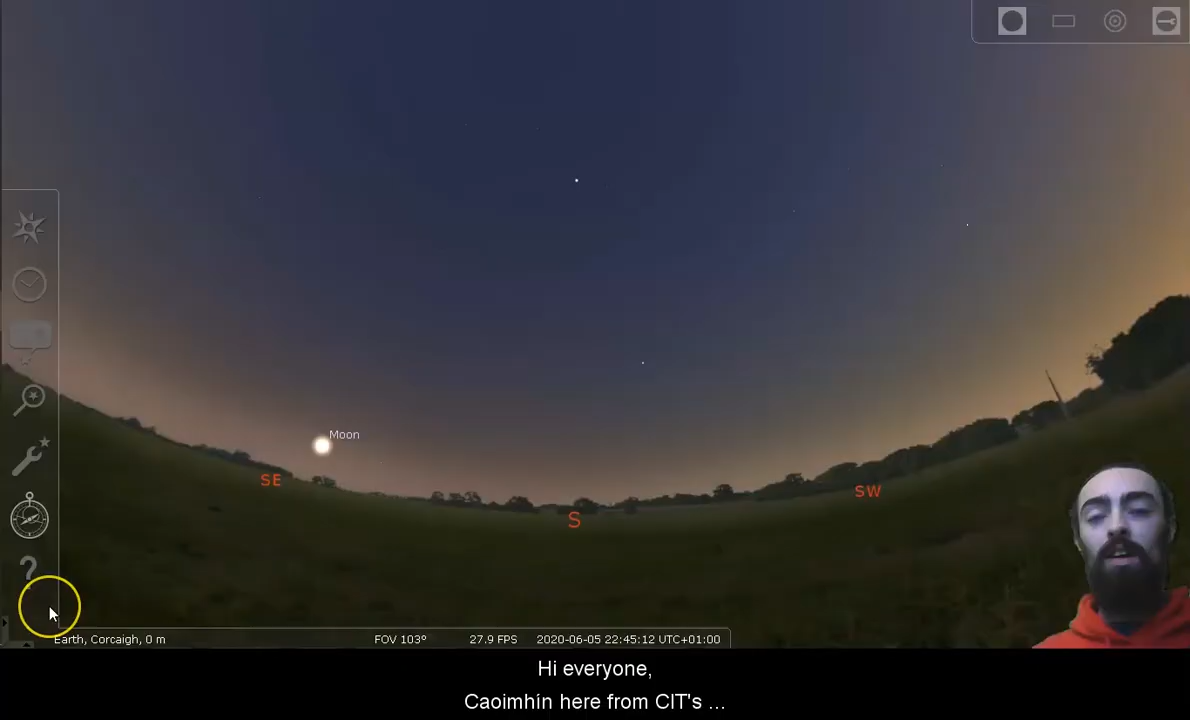 Moon
SE
SW
S
Earth, Corcaigh, 0 m FOV 103° 27.9 FPS 2020-06-05 22:45:12 UTC+01:00
Hi everyone,
Caoimhín here from CIT's ...